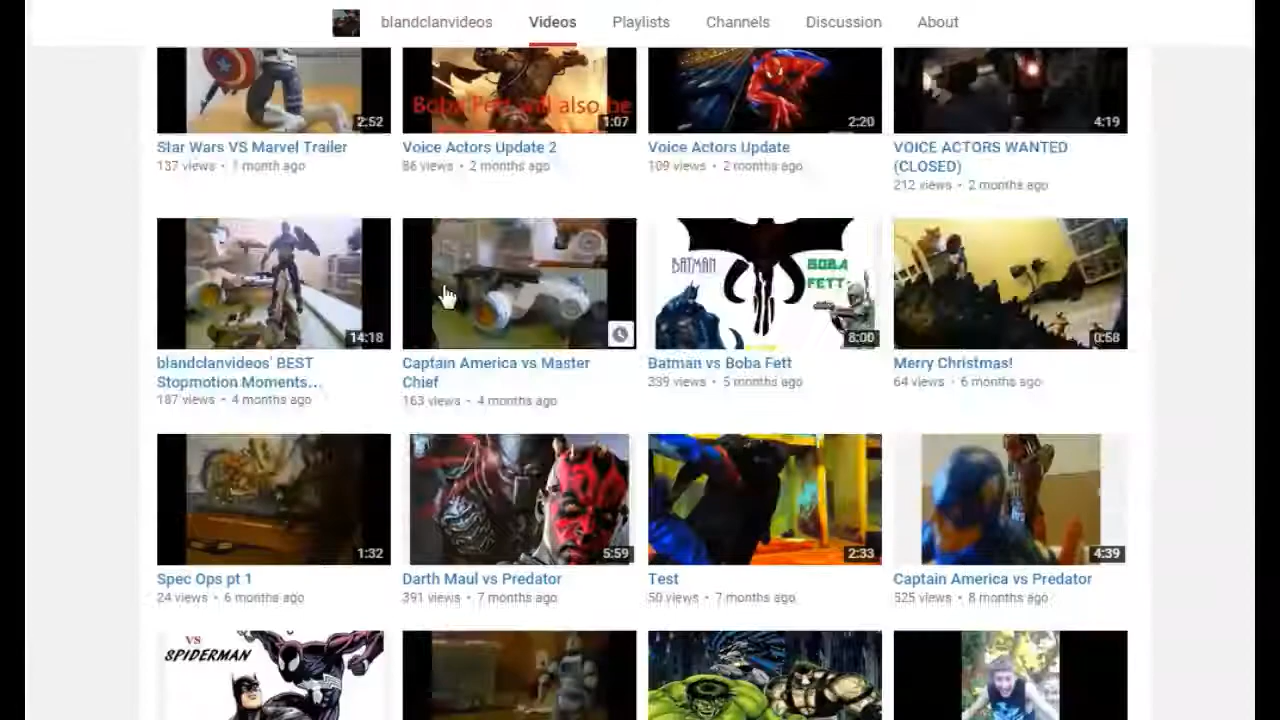 blandclanvideos Videos Playlists Channels Discussion About
Boba Fett will also be
2:52 1:07 2:20 4:19
Star Wars VS Marvel Trailer
137 views • 1 month ago
Voice Actors Update 2
86 views • 2 months ago
Voice Actors Update
109 views • 2 months ago
VOICE ACTORS WANTED
(CLOSED)
212 views • 2 months ago
BATMAN
BOBA
FETT
14:18 8:00 0:58
blandclanvideos' BEST
Stopmotion Moments...
187 views • 4 months ago
Captain America vs Master
Chief
163 views • 4 months ago
Batman vs Boba Fett
339 views • 5 months ago
Merry Christmas!
64 views • 6 months ago
1:32 5:59 2:33 4:39
Spec Ops pt 1
24 views • 6 months ago
Darth Maul vs Predator
391 views • 7 months ago
Test
50 views • 7 months ago
Captain America vs Predator
525 views • 8 months ago
VS
SPIDERMAN